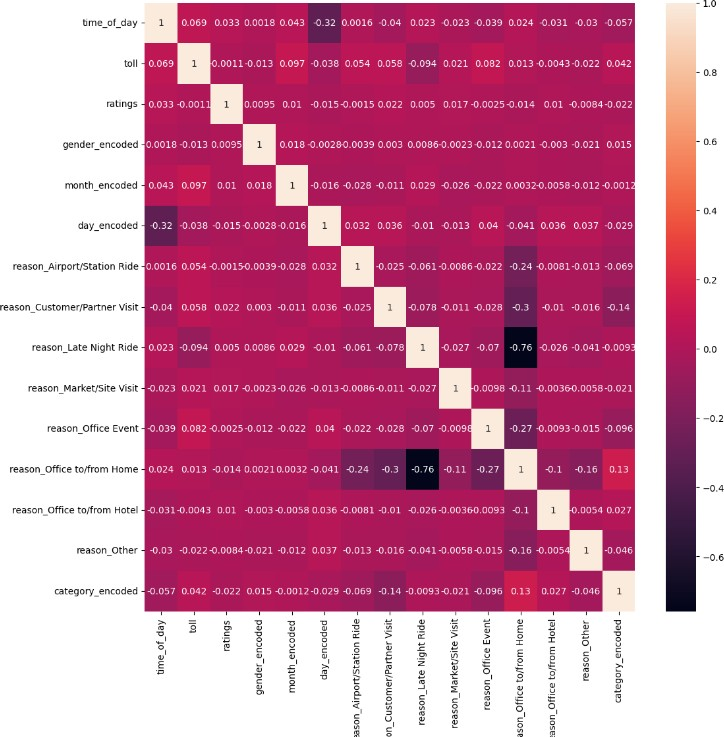 time_of_day 1 0.069 0.033 0.0018 0.043 -0.32 0.0016 -0.04 0.023 -0.023 -0.039 0.024 -0.031 -0.03 -0.057
toll 0.069 1 -0.0011 -0.013 0.097 -0.038 0.054 0.058 -0.094 0.021 0.082 0.013 -0.0043 -0.022 0.042
ratings 0.033 -0.0011 1 0.0095 0.01 -0.015 -0.0015 0.022 0.005 0.017 -0.0025 -0.014 0.01 -0.0084 -0.022
gender_encoded 0.0018 -0.013 0.0095 1 0.018 -0.0028 -0.0039 0.003 0.0086 -0.0023 -0.012 0.0021 -0.003 -0.021 0.015
month_encoded 0.043 0.097 0.01 0.018 1 -0.016 -0.028 -0.011 0.029 -0.026 -0.022 0.0032 -0.0058 -0.012 -0.0012
day_encoded -0.32 -0.038 -0.015 -0.0028 -0.016 1 0.032 0.036 -0.01 -0.013 0.04 -0.041 0.036 0.037 -0.029
reason_Airport/Station Ride 0.0016 0.054 -0.0015 -0.0039 -0.028 0.032 1 -0.025 -0.061 -0.0086 -0.022 -0.24 -0.0081 -0.013 -0.069
reason_Customer/Partner Visit -0.04 0.058 0.022 0.003 -0.011 0.036 -0.025 1 -0.078 -0.011 -0.028 -0.3 -0.01 -0.016 -0.14
reason_Late Night Ride 0.023 -0.094 0.005 0.0086 0.029 -0.01 -0.061 -0.078 1 -0.027 -0.07 -0.76 -0.026 -0.041 -0.0093
reason_Market/Site Visit -0.023 0.021 0.017 -0.0023 -0.026 -0.013 -0.0086 -0.011 -0.027 1 -0.0098 -0.11 -0.0036 -0.0058 -0.021
reason_Office Event -0.039 0.082 -0.0025 -0.012 -0.022 0.04 -0.022 -0.028 -0.07 -0.0098 1 -0.27 -0.0093 -0.015 -0.096
reason_Office to/from Home 0.024 0.013 -0.014 0.0021 0.0032 -0.041 -0.24 -0.3 -0.76 -0.11 -0.27 1 -0.1 -0.16 0.13
reason_Office to/from Hotel -0.031 -0.0043 0.01 -0.003 -0.0058 0.036 -0.0081 -0.01 -0.026 -0.0036 -0.0093 -0.1 1 -0.0054 0.027
reason_Other -0.03 -0.022 -0.0084 -0.021 -0.012 0.037 -0.013 -0.016 -0.041 -0.0058 -0.015 -0.16 -0.0054 1 -0.046
category_encoded -0.057 0.042 -0.022 0.015 -0.0012 -0.029 -0.069 -0.14 -0.0093 -0.021 -0.096 0.13 0.027 -0.046 1
time_of_day
toll
ratings
gender_encoded
month_encoded
day_encoded
ason_Airport/Station Ride
on_Customer/Partner Visit
reason_Late Night Ride
reason_Market/Site Visit
reason_Office Event
ason_Office to/from Home
ason_Office to/from Hotel
reason_Other
category_encoded
1.0
0.8
0.6
0.4
0.2
0.0
−0.2
−0.4
−0.6